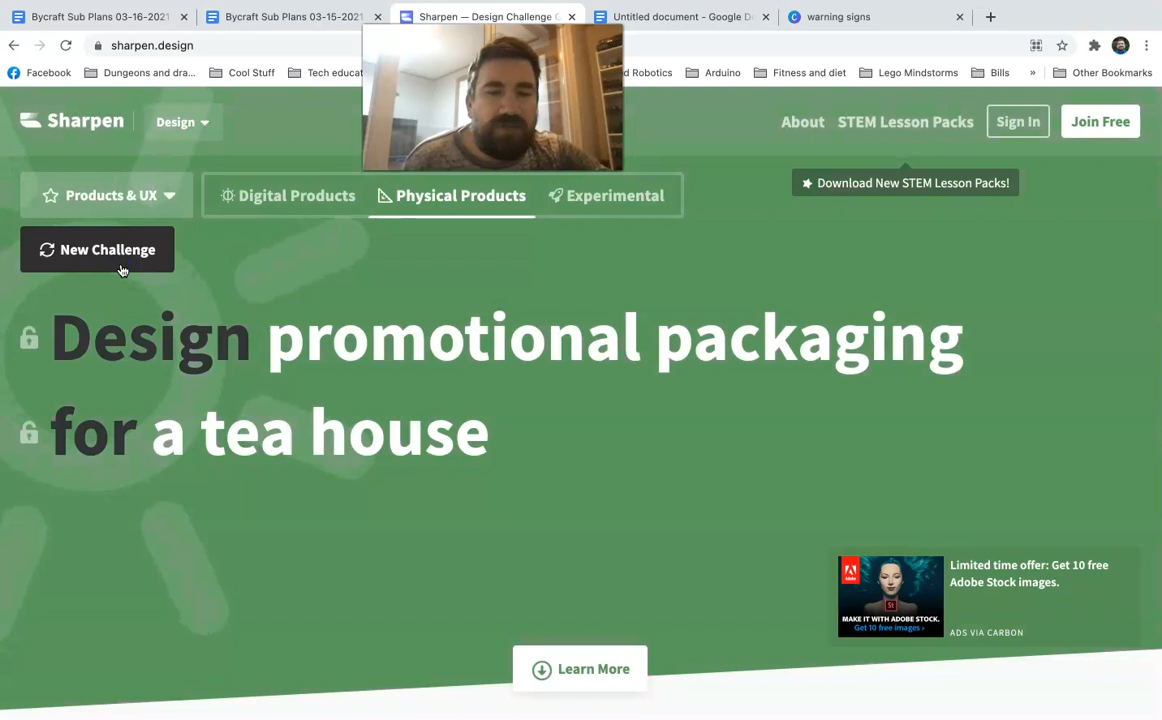 Bycraft Sub Plans 03-16-2021
Bycraft Sub Plans 03-15-2021
Sharpen — Design Challenge G
Untitled document - Google D
warning signs
sharpen.design
Facebook
Dungeons and dra...
Cool Stuff
Tech educat
d Robotics
Arduino
Fitness and diet
Lego Mindstorms
Bills
»
Other Bookmarks
Sharpen
Design
About
STEM Lesson Packs
Sign In
Join Free
Download New STEM Lesson Packs!
Products & UX
Digital Products
Physical Products
Experimental
New Challenge
Design promotional packaging
for a tea house
MAKE IT WITH ADOBE STOCK.
Get 10 free images ›
St
Limited time offer: Get 10 free
Adobe Stock images.
ADS VIA CARBON
Learn More